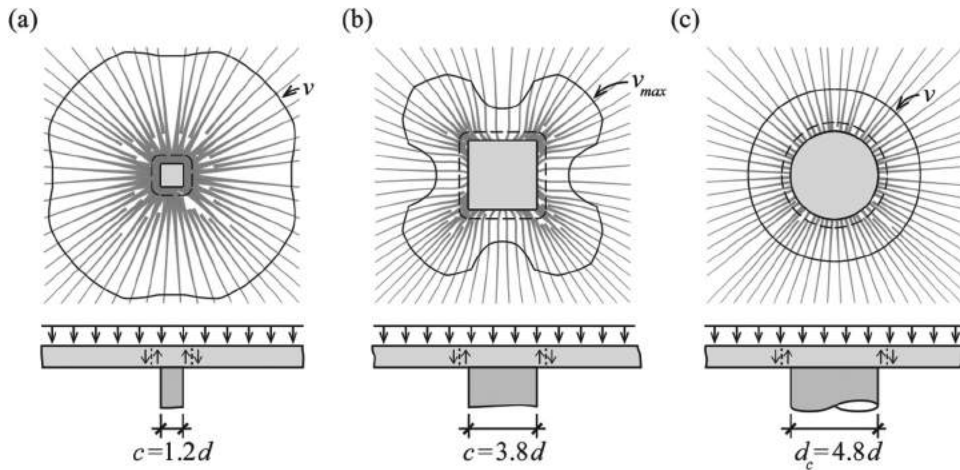 (a)
(b)
(c)
v
v_max
v
c=1.2d
c=3.8d
d_c=4.8d